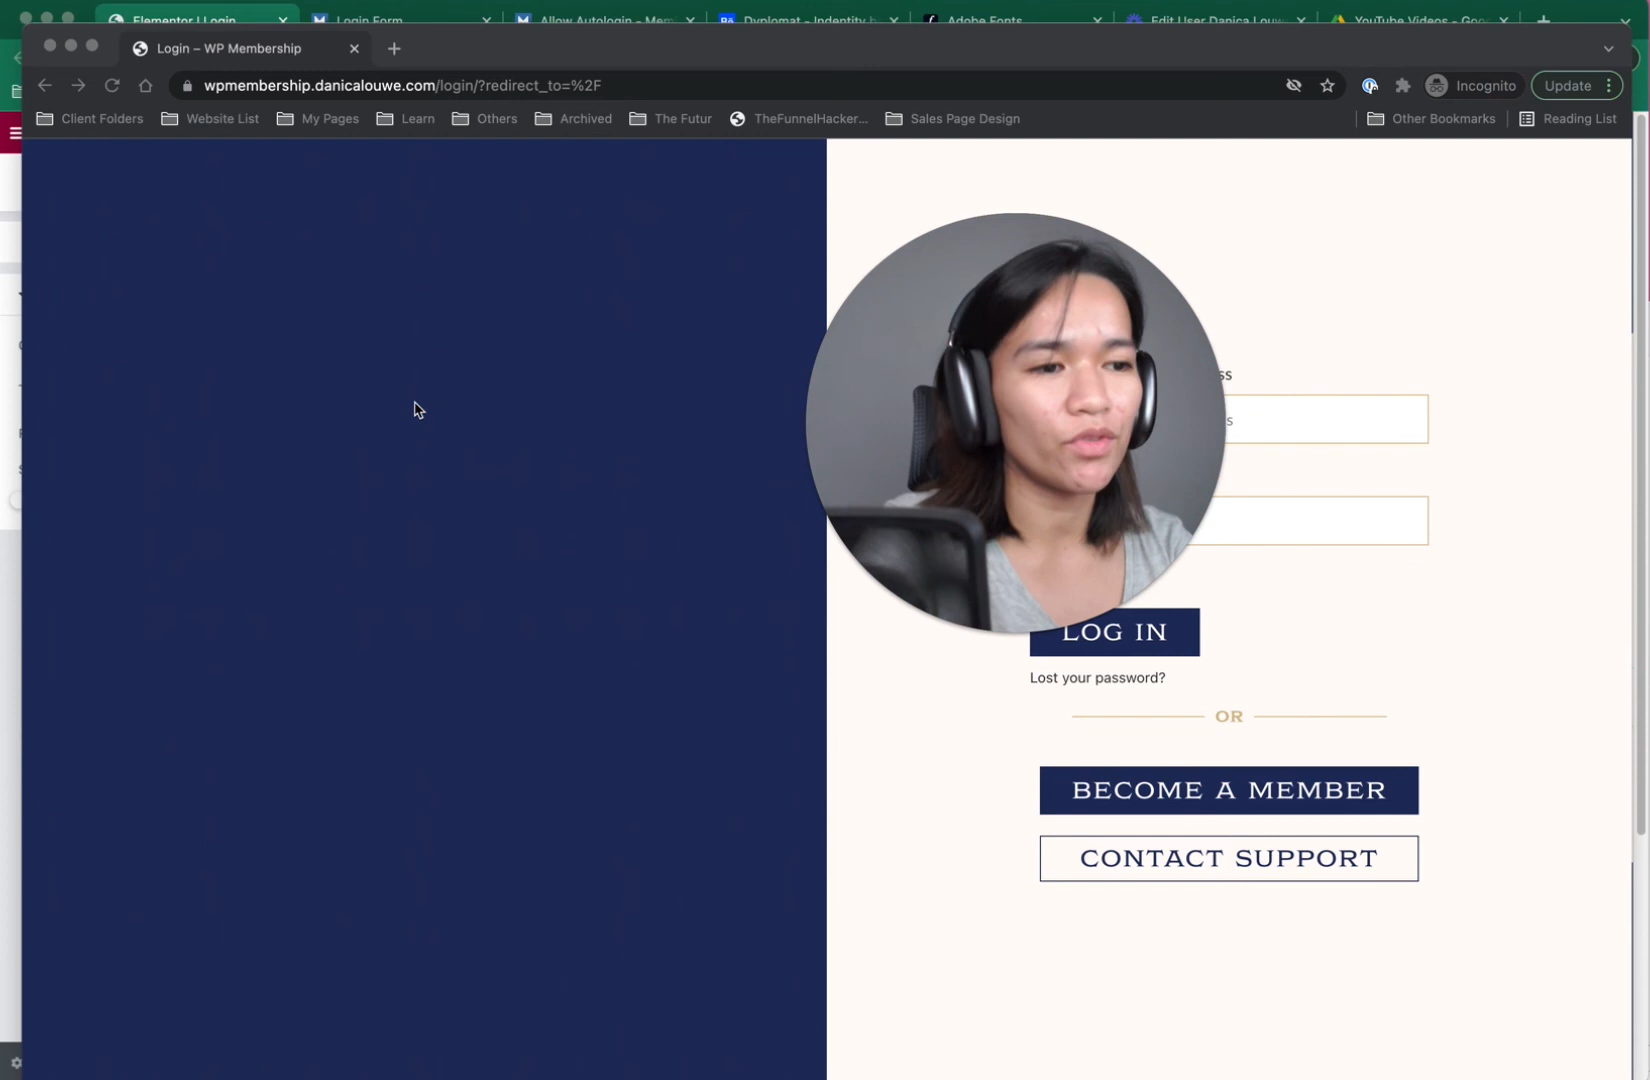 Elementor | Login
Login Form
Allow Autologin - Mem
Dyplomat - Indentity b
Adobe Fonts
Edit User Danica Louw
YouTube Videos - Goo
Login – WP Membership
wpmembership.danicalouwe.com/login/?redirect_to=%2F
Incognito
Update
Client Folders
Website List
My Pages
Learn
Others
Archived
The Futur
TheFunnelHacker...
Sales Page Design
Other Bookmarks
Reading List
ss
s
LOG IN
Lost your password?
OR
BECOME A MEMBER
CONTACT SUPPORT